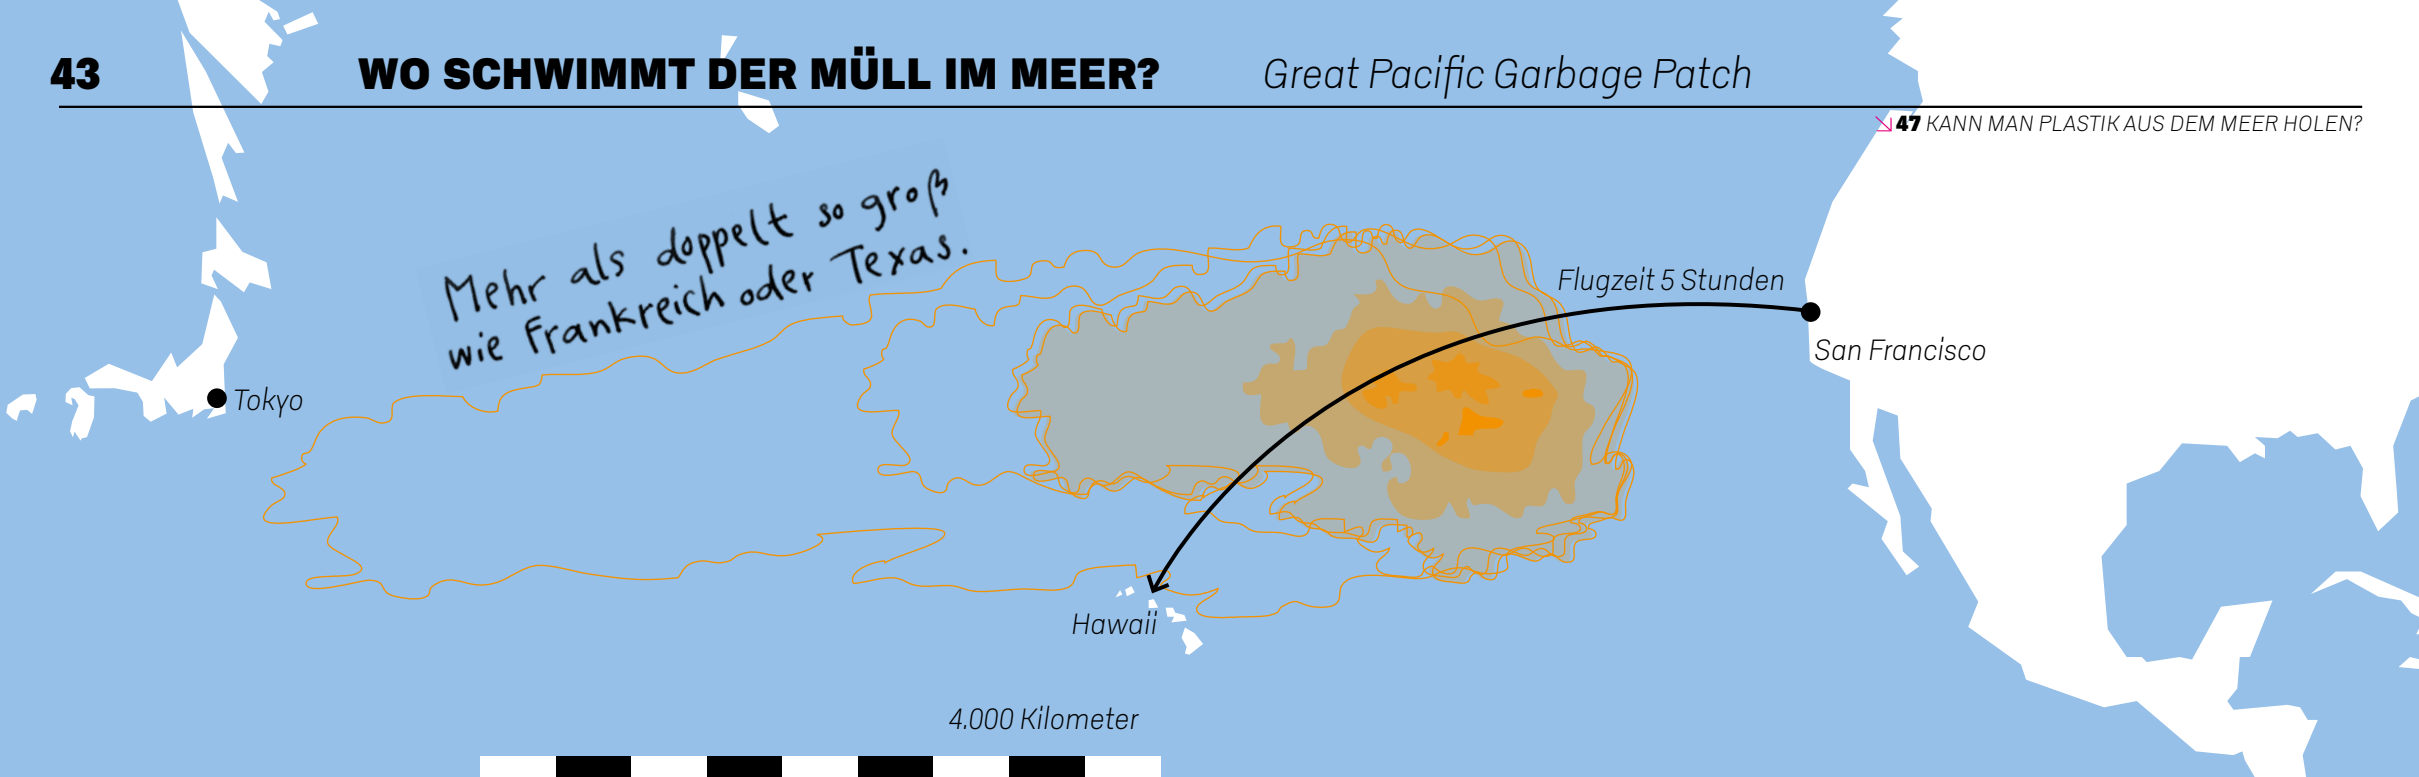 43 WO SCHWIMMT DER MÜLL IM MEER? Great Pacific Garbage Patch
↘47 KANN MAN PLASTIK AUS DEM MEER HOLEN?
Mehr als doppelt so groß
wie Frankreich oder Texas.
Flugzeit 5 Stunden
San Francisco
Tokyo
Hawaii
4.000 Kilometer